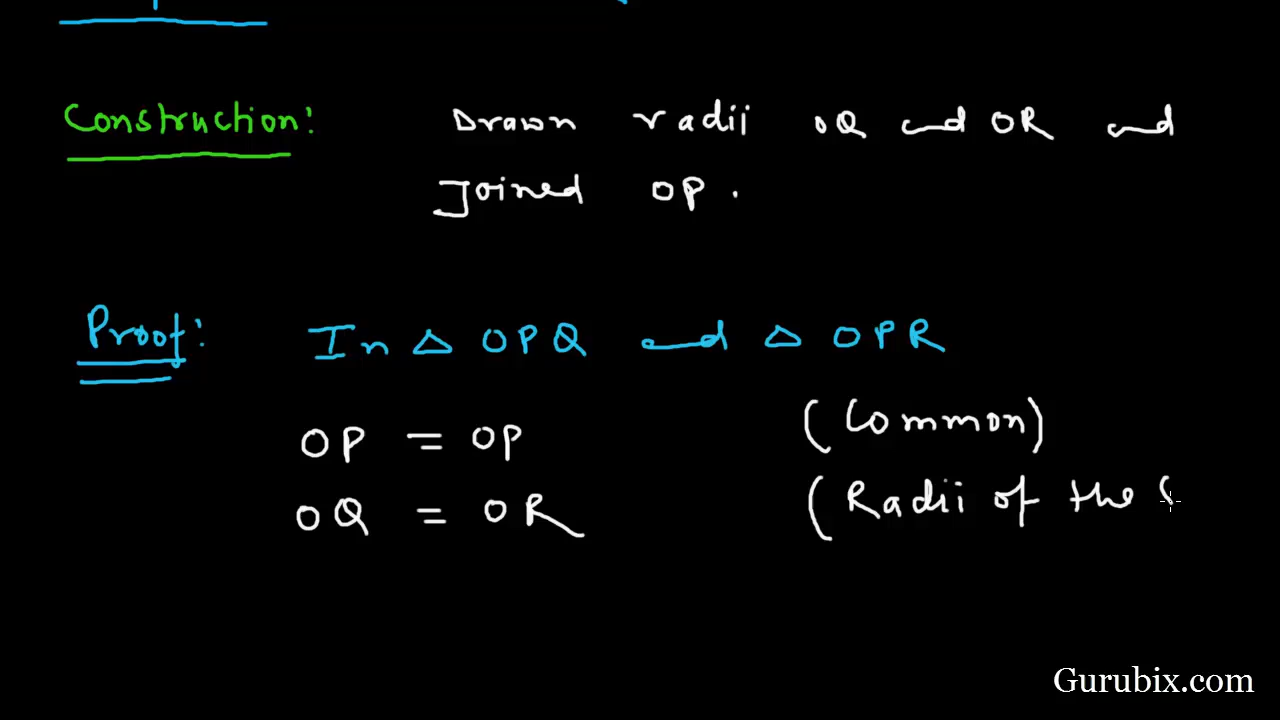 Construction: Drawn radii OQ and OR and
Joined OP.
Proof: In Δ OPQ and Δ OPR
OP = OP (Common)
OQ = OR (Radii of the
Gurubix.com